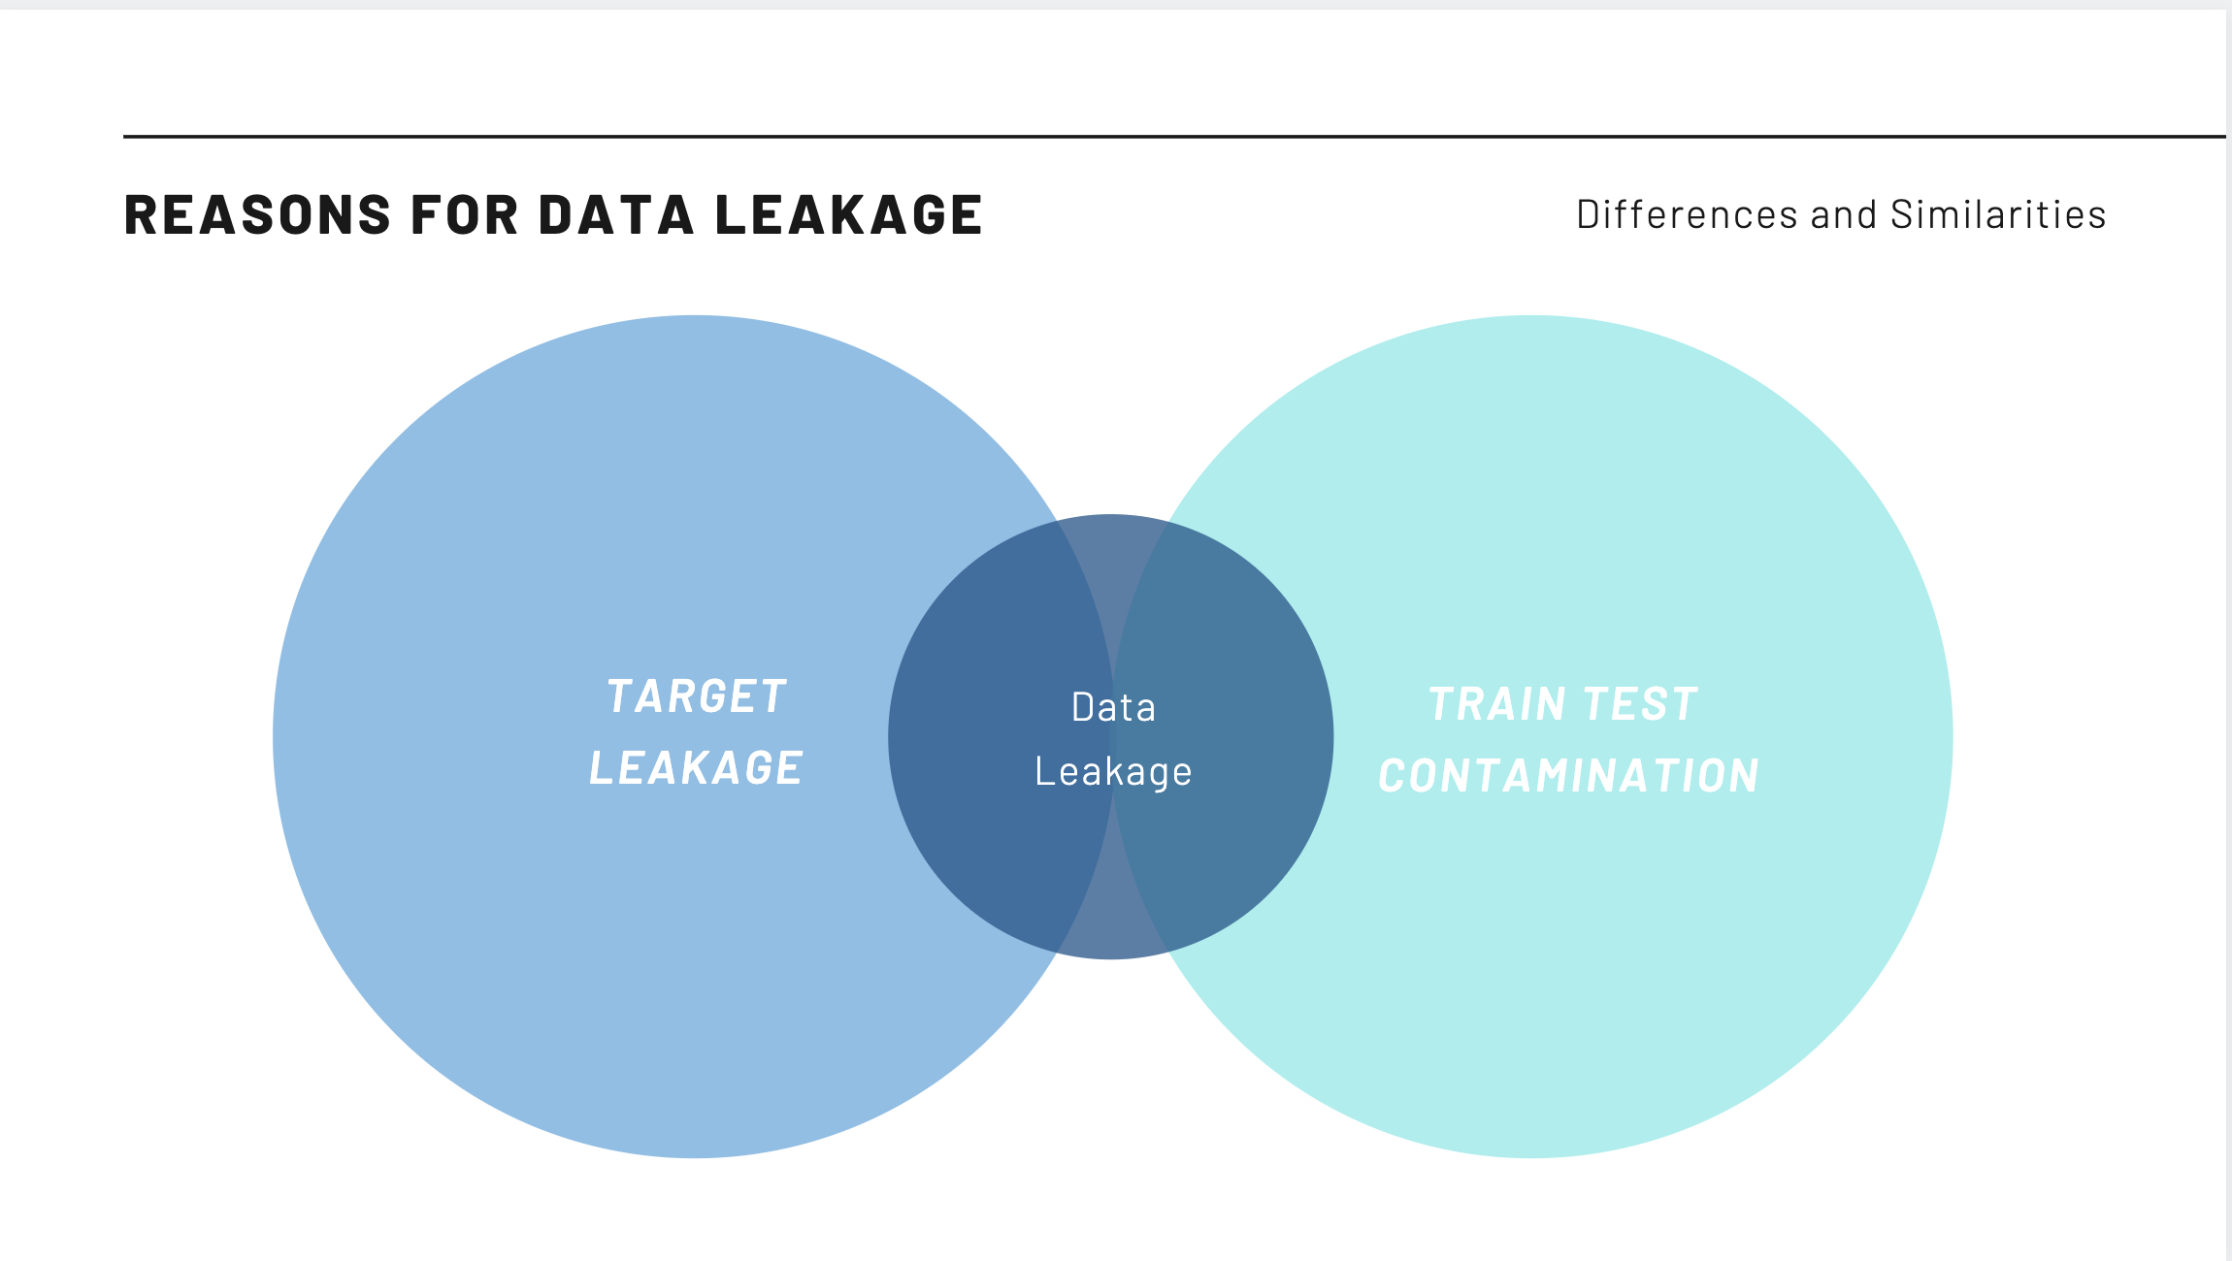 REASONS FOR DATA LEAKAGE
Differences and Similarities
TARGET
LEAKAGE
Data
Leakage
TRAIN TEST
CONTAMINATION